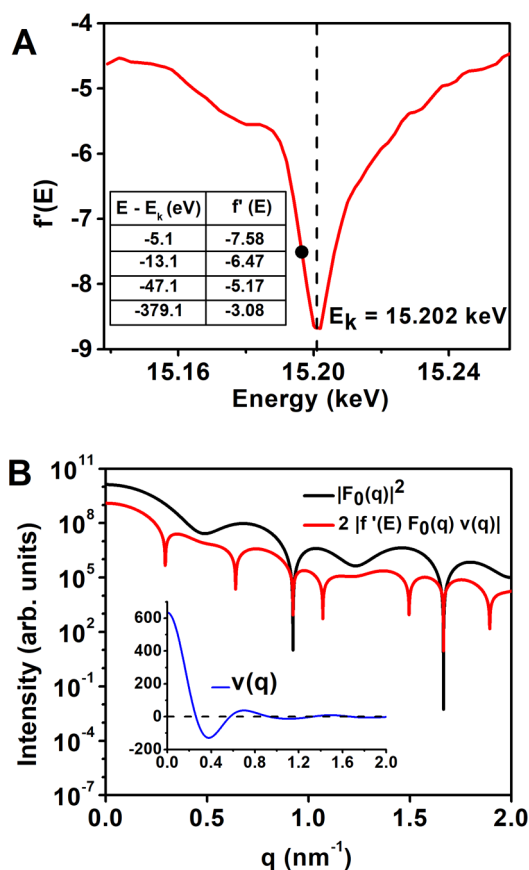 A
-4
-5
-6
-7
-8
-9
f'(E)
E - Ek (eV) f' (E)
-5.1 -7.58
-13.1 -6.47
-47.1 -5.17
-379.1 -3.08
Ek = 15.202 keV
15.16 15.20 15.24
Energy (keV)
B
10^11
10^8
10^5
10^2
10^-1
10^-4
10^-7
Intensity (arb. units)
|F0(q)|^2
2 |f '(E) F0(q) v(q)|
600
400
200
0
-200
v(q)
0.0 0.4 0.8 1.2 1.6 2.0
0.0 0.5 1.0 1.5 2.0
q (nm^-1)